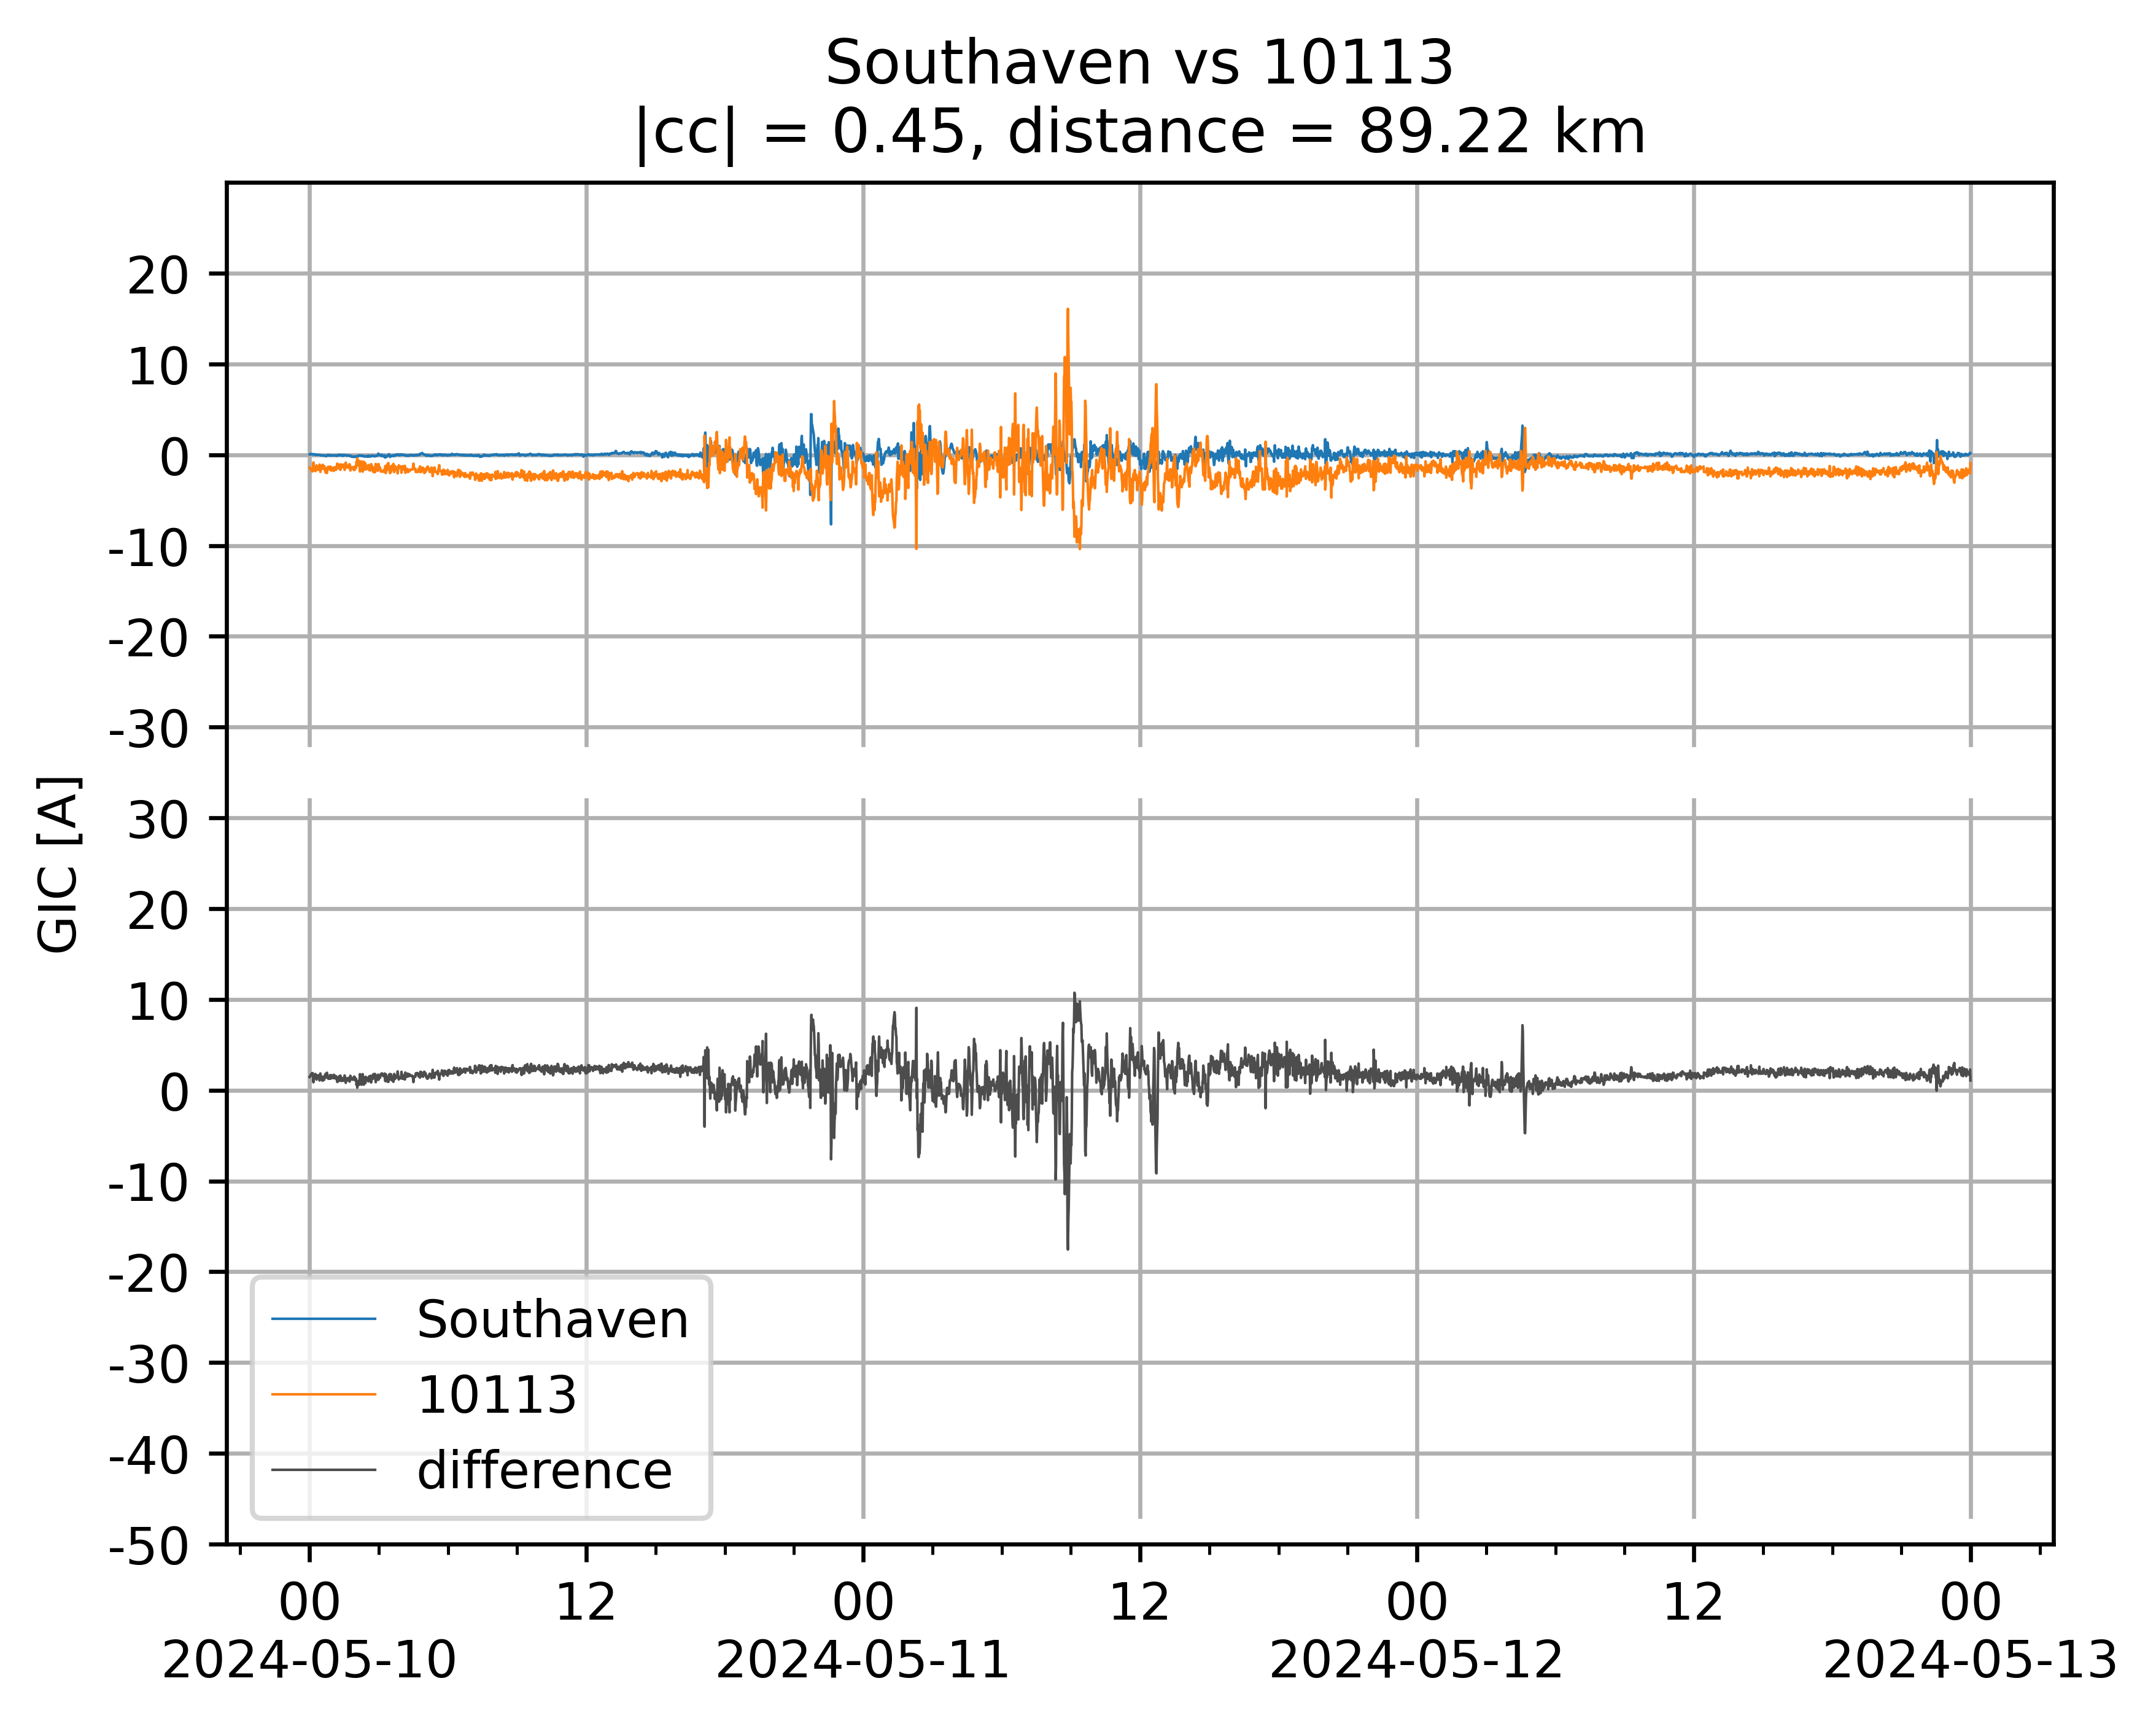 Southaven vs 10113
|cc| = 0.45, distance = 89.22 km
GIC [A]
20
10
0
-10
-20
-30
30
20
10
0
-10
-20
-30
-40
-50
Southaven
10113
difference
00 12 00 12 00 12 00
2024-05-10 2024-05-11 2024-05-12 2024-05-13